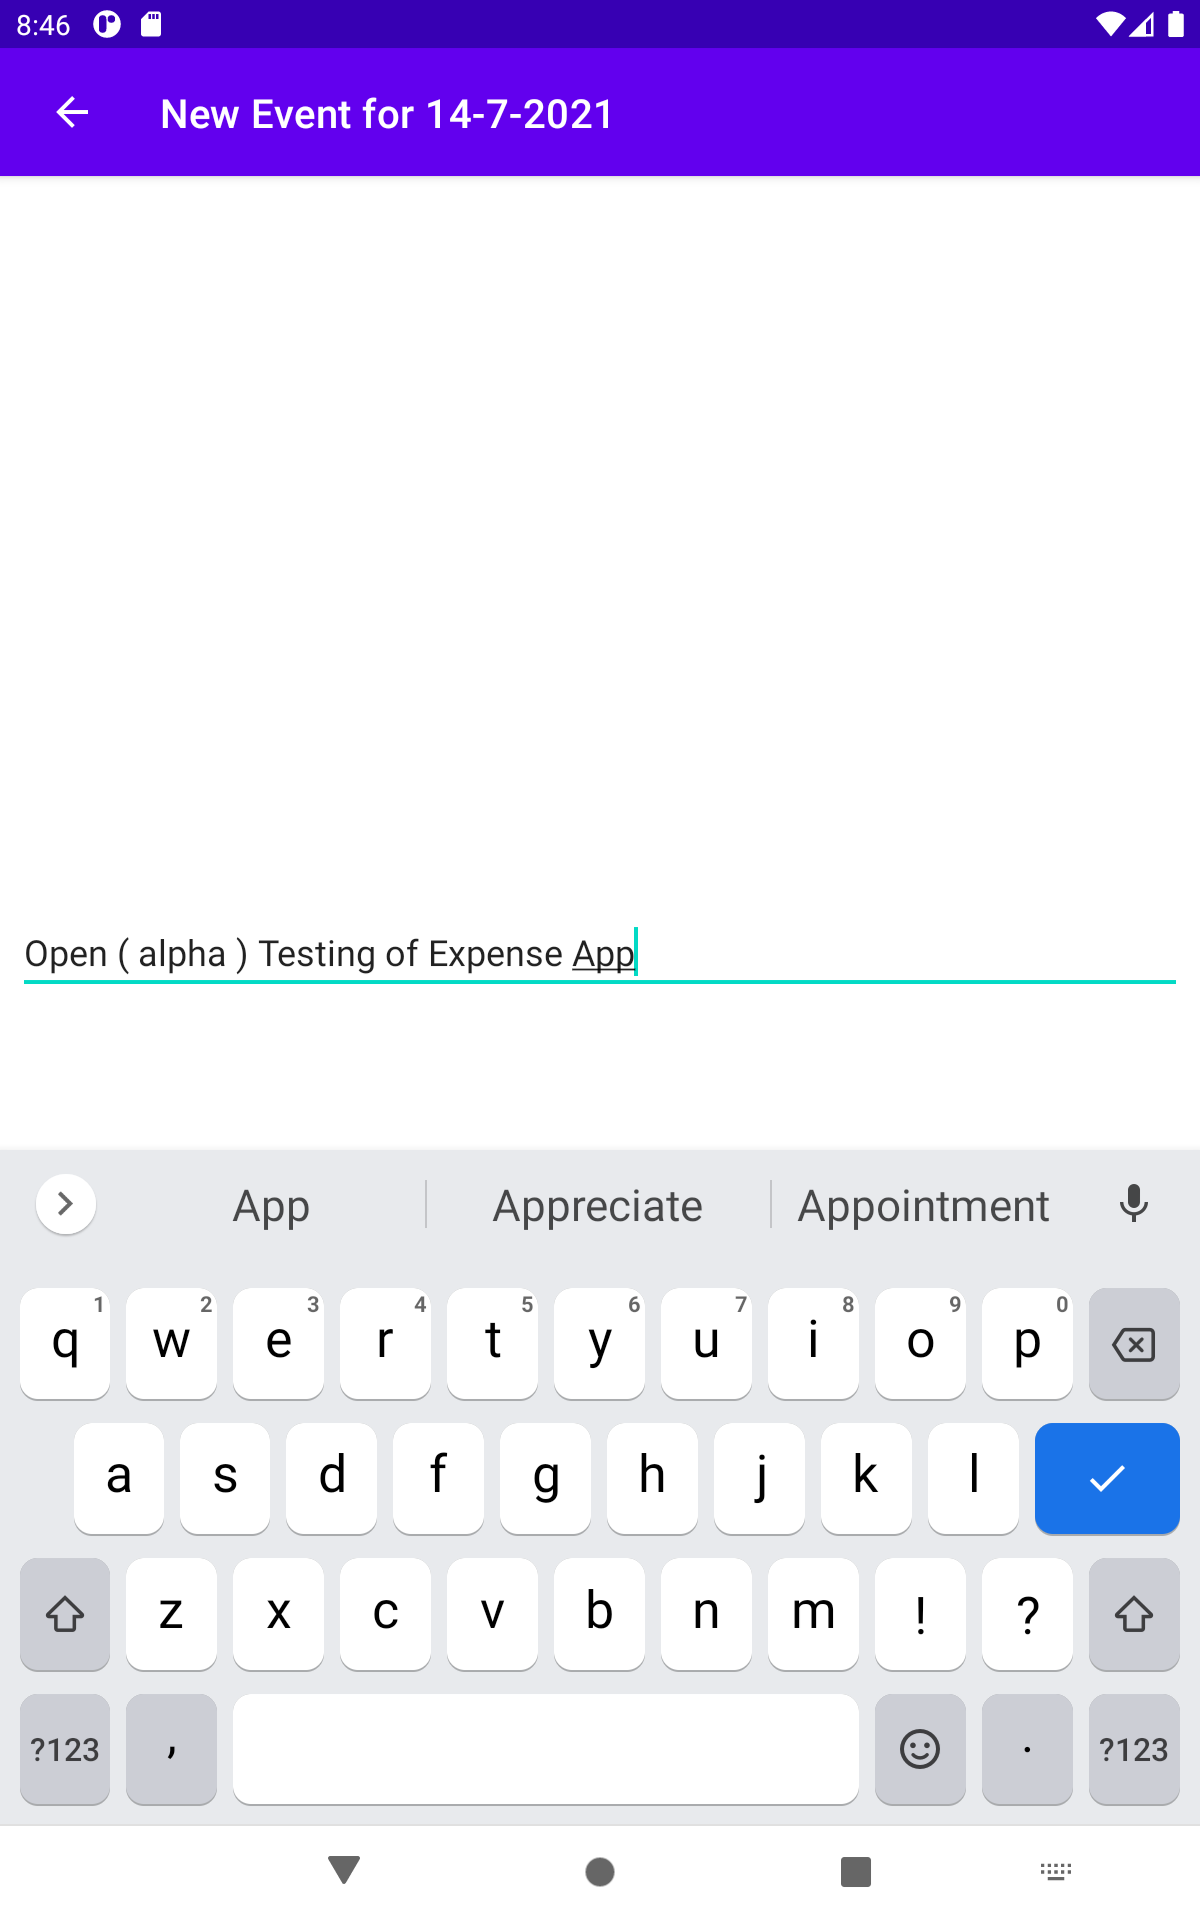 8:46
New Event for 14-7-2021
Open ( alpha ) Testing of Expense App
App Appreciate Appointment
1 2 3 4 5 6 7 8 9 0
q w e r t y u i o p
a s d f g h j k l
z x c v b n m ! ?
?123 , . ?123